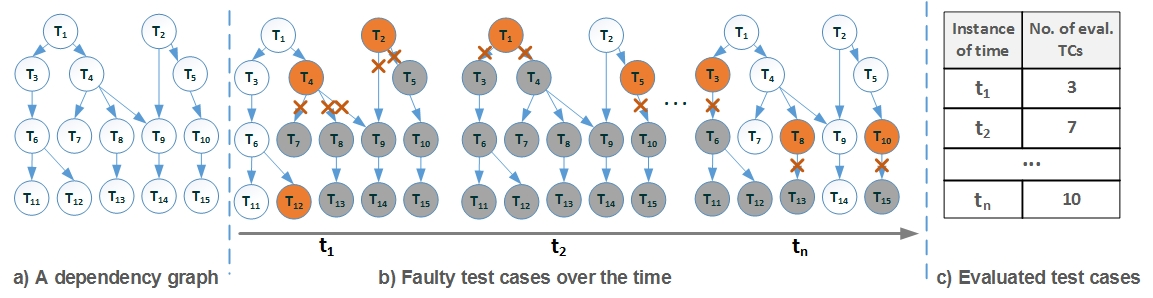 T1 T2
T3 T4 T5
T6 T7 T8 T9 T10
T11 T12 T13 T14 T15
a) A dependency graph
T1 T2
T3 T4 T5
T6 T7 T8 T9 T10
T11 T12 T13 T14 T15
t1
T1 T2
T3 T4 T5
T6 T7 T8 T9 T10
T11 T12 T13 T14 T15
t2
...
T1 T2
T3 T4 T5
T6 T7 T8 T9 T10
T11 T12 T13 T14 T15
tn
b) Faulty test cases over the time
Instance
of time
No. of eval.
TCs
t1 3
t2 7
...
tn 10
c) Evaluated test cases